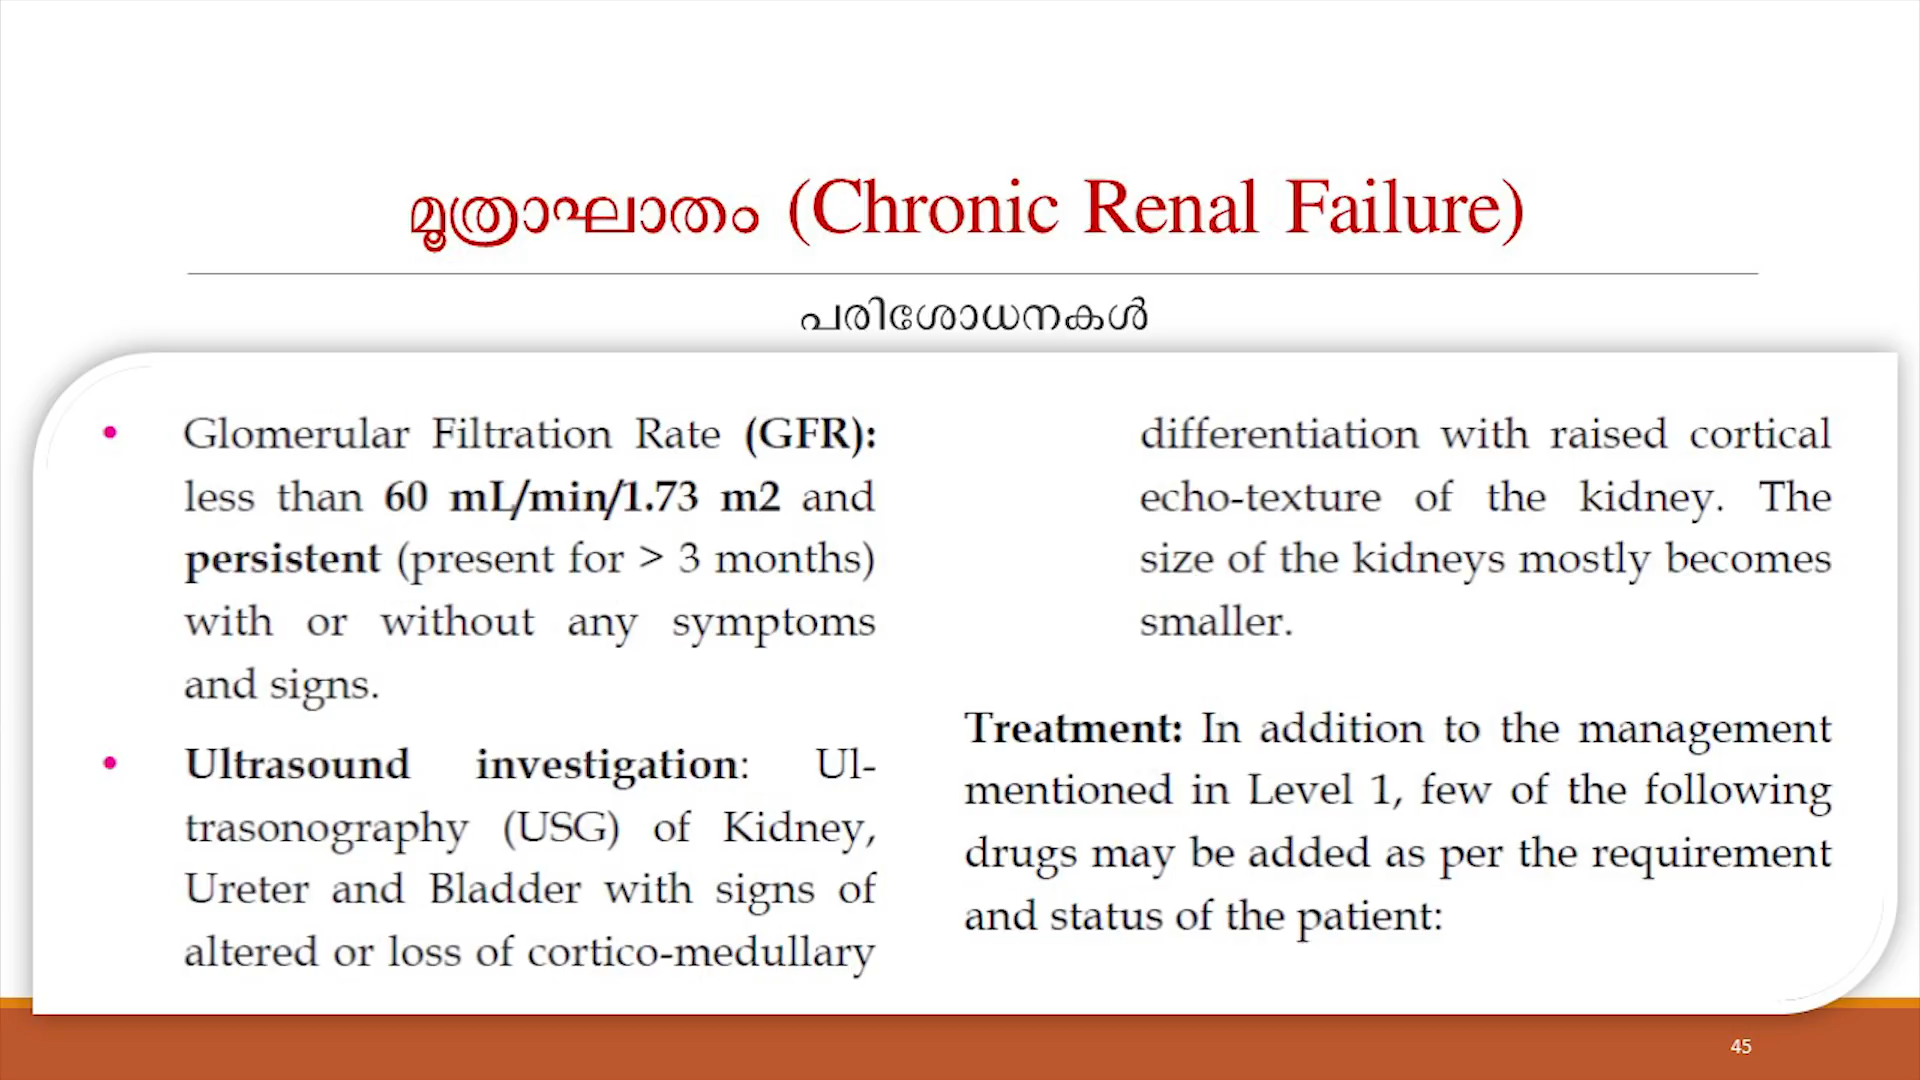 മൂത്രാഘാതം (Chronic Renal Failure)
പരിശോധനകൾ
• Glomerular Filtration Rate (GFR):
less than 60 mL/min/1.73 m2 and
persistent (present for > 3 months)
with or without any symptoms
and signs.
• Ultrasound investigation: Ul-
trasonography (USG) of Kidney,
Ureter and Bladder with signs of
altered or loss of cortico-medullary
differentiation with raised cortical
echo-texture of the kidney. The
size of the kidneys mostly becomes
smaller.
Treatment: In addition to the management
mentioned in Level 1, few of the following
drugs may be added as per the requirement
and status of the patient:
45